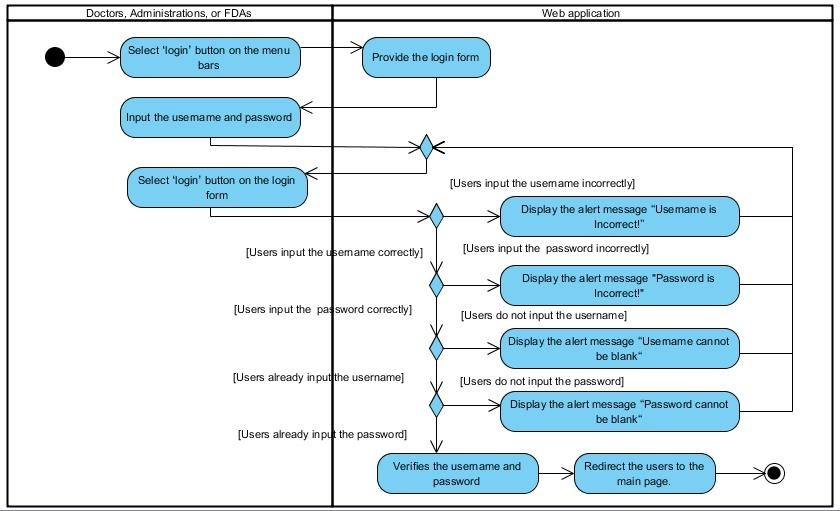 Doctors, Administrations, or FDAs
Web application
Select ‘login’ button on the menu
bars
Provide the login form
Input the username and password
Select ‘login’ button on the login
form
[Users input the username incorrectly]
Display the alert message “Username is
Incorrect!”
[Users input the username correctly]
[Users input the  password incorrectly]
Display the alert message "Password is
Incorrect!"
[Users input the  password correctly]
[Users do not input the username]
Display the alert message “Username cannot
be blank“
[Users already input the username]
[Users do not input the password]
Display the alert message “Password cannot
be blank“
[Users already input the password]
Verifies the username and
password
Redirect the users to the
main page.